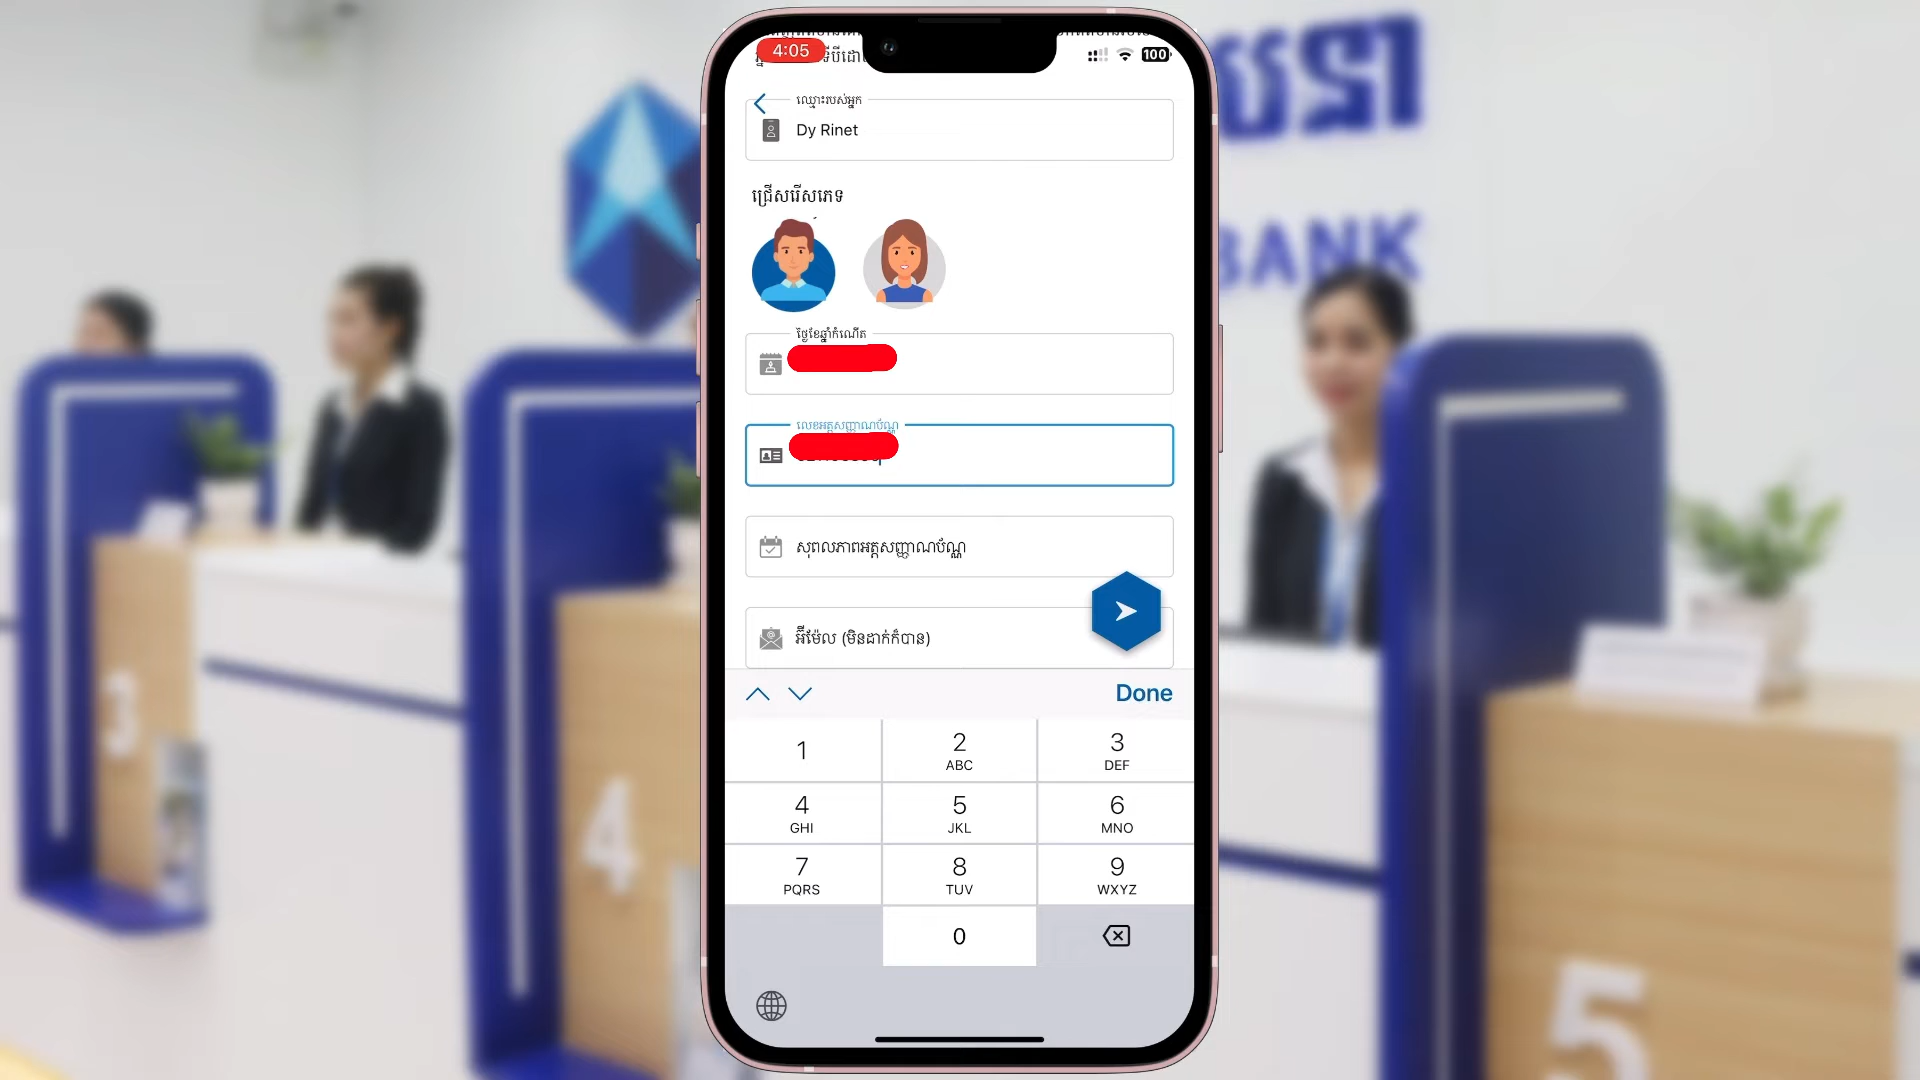 4:05
100
ឈ្មោះរបស់អ្នក
Dy Rinet
ជ្រើសរើសភេទ
ថ្ងៃខែឆ្នាំកំណើត
លេខអត្តសញ្ញាណប័ណ្ណ
សុពលភាពអត្តសញ្ញាណប័ណ្ណ
អ៊ីម៉ែល (មិនដាក់ក៏បាន)
Done
1
2
ABC
3
DEF
4
GHI
5
JKL
6
MNO
7
PQRS
8
TUV
9
WXYZ
0
BANK
3
4
5